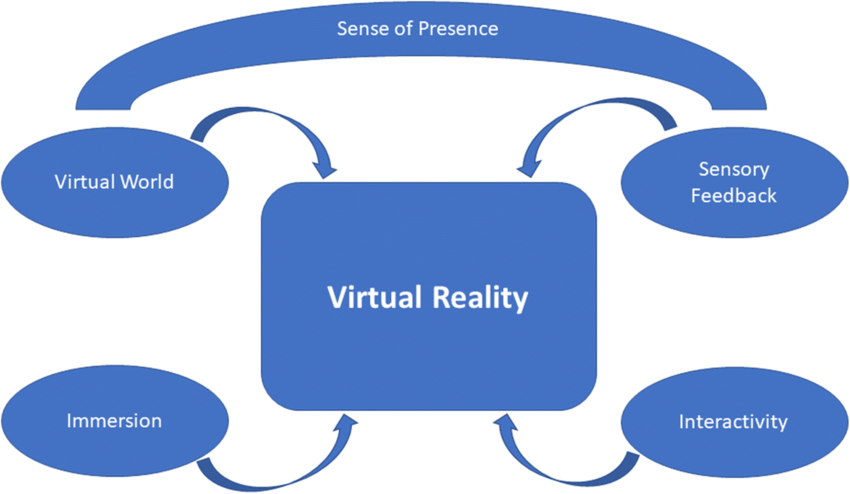 Sense of Presence
Virtual World
Sensory
Feedback
Virtual Reality
Immersion
Interactivity